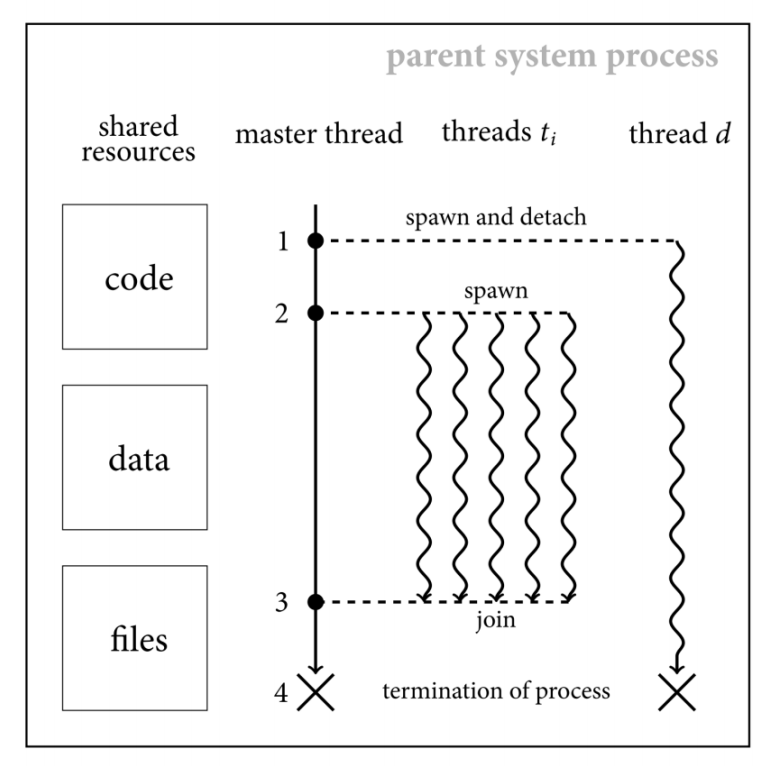 parent system process
shared
resources
master thread
threads tᵢ
thread d
code
data
files
1
spawn and detach
2
spawn
3
join
4
termination of process